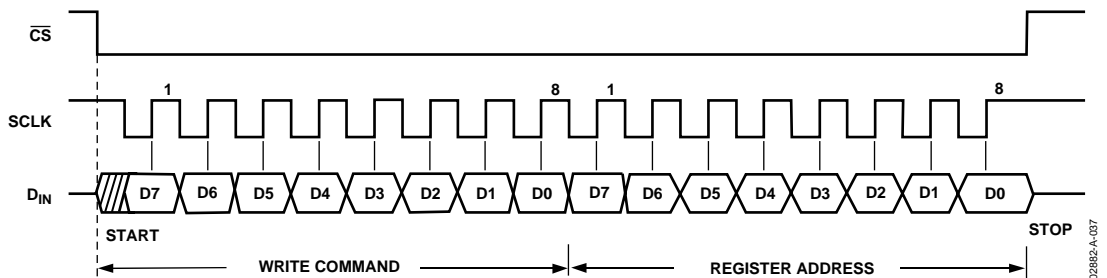 CS
1 8 1 8
SCLK
DIN D7 D6 D5 D4 D3 D2 D1 D0 D7 D6 D5 D4 D3 D2 D1 D0
START STOP
WRITE COMMAND REGISTER ADDRESS
02882-A-037